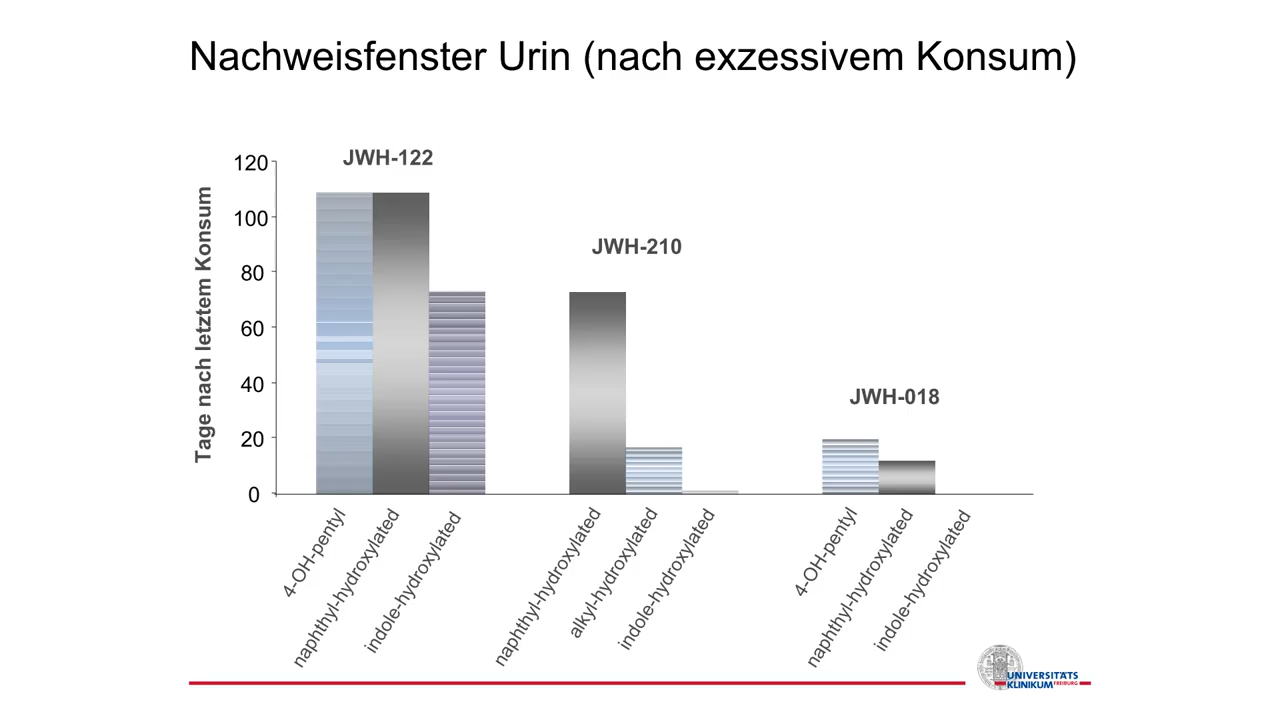 Nachweisfenster Urin (nach exzessivem Konsum)
Tage nach letztem Konsum
120
100
80
60
40
20
0
JWH-122
JWH-210
JWH-018
4-OH-pentyl
naphthyl-hydroxylated
indole-hydroxylated
naphthyl-hydroxylated
alkyl-hydroxylated
indole-hydroxylated
4-OH-pentyl
naphthyl-hydroxylated
indole-hydroxylated
UNIVERSITÄTS
KLINIKUM FREIBURG